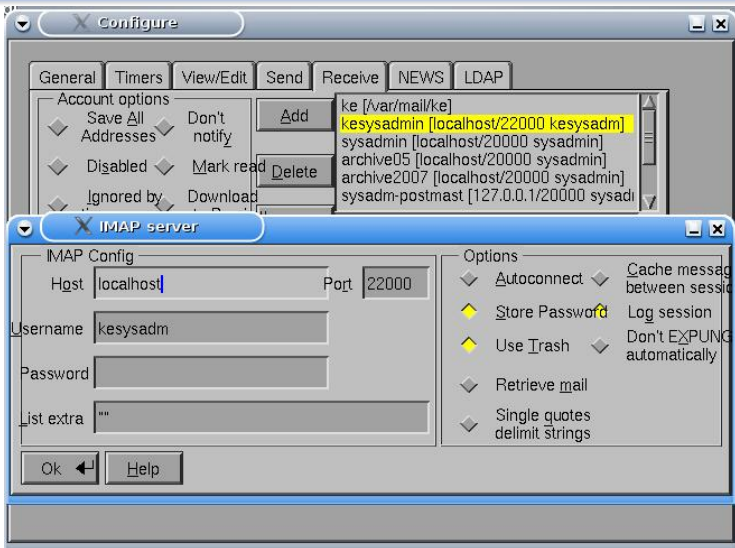 Configure
General Timers View/Edit Send Receive NEWS LDAP
Account options
Save All Addresses
Don't notify
Disabled
Mark read
Ignored by
Download
Add
Delete
ke [/var/mail/ke]
kesysadmin [localhost/22000 kesysadm]
sysadmin [localhost/20000 sysadmin]
archive05 [localhost/20000 sysadmin]
archive2007 [localhost/20000 sysadmin]
sysadm-postmast [127.0.0.1/20000 sysadm
IMAP server
IMAP Config
Host localhost Port 22000
Username kesysadm
Password
List extra ""
Ok Help
Options
Autoconnect
Cache messag
between sessio
Store Password
Log session
Use Trash
Don't EXPUNG
automatically
Retrieve mail
Single quotes
delimit strings